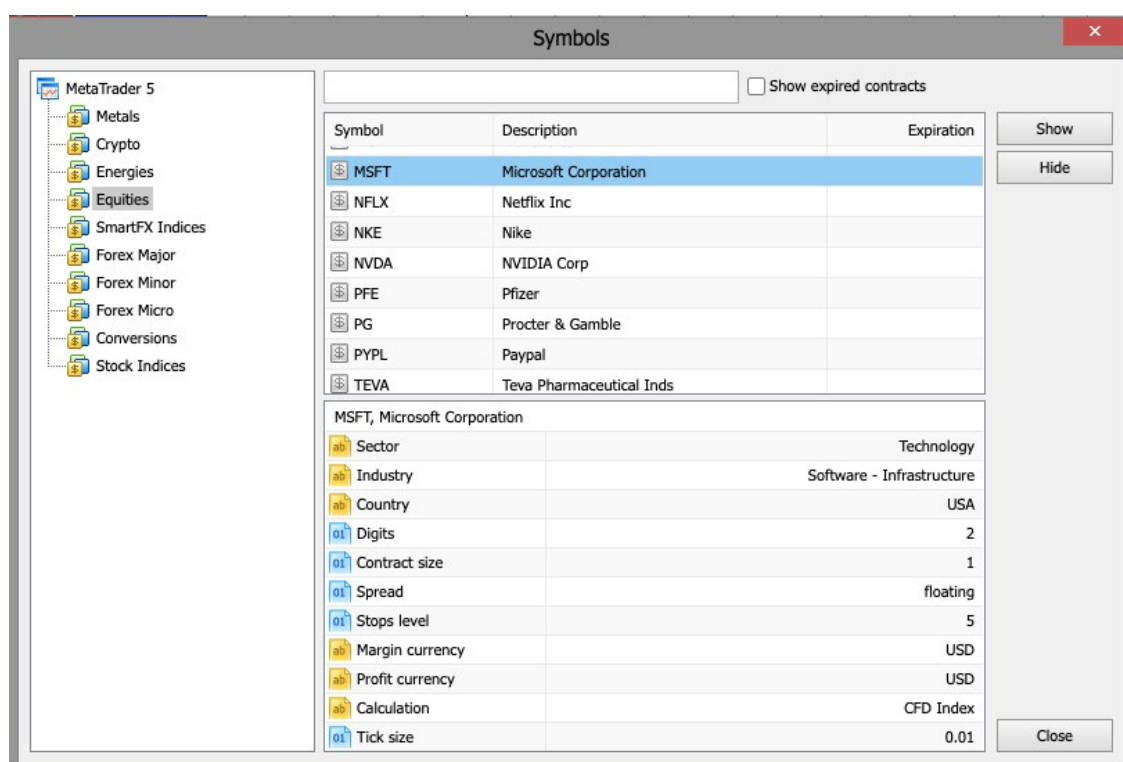 Symbols
MetaTrader 5
Metals
Crypto
Energies
Equities
SmartFX Indices
Forex Major
Forex Minor
Forex Micro
Conversions
Stock Indices
Show expired contracts
Symbol Description Expiration
MSFT Microsoft Corporation
NFLX Netflix Inc
NKE Nike
NVDA NVIDIA Corp
PFE Pfizer
PG Procter & Gamble
PYPL Paypal
TEVA Teva Pharmaceutical Inds
MSFT, Microsoft Corporation
Sector Technology
Industry Software - Infrastructure
Country USA
Digits 2
Contract size 1
Spread floating
Stops level 5
Margin currency USD
Profit currency USD
Calculation CFD Index
Tick size 0.01
Show
Hide
Close